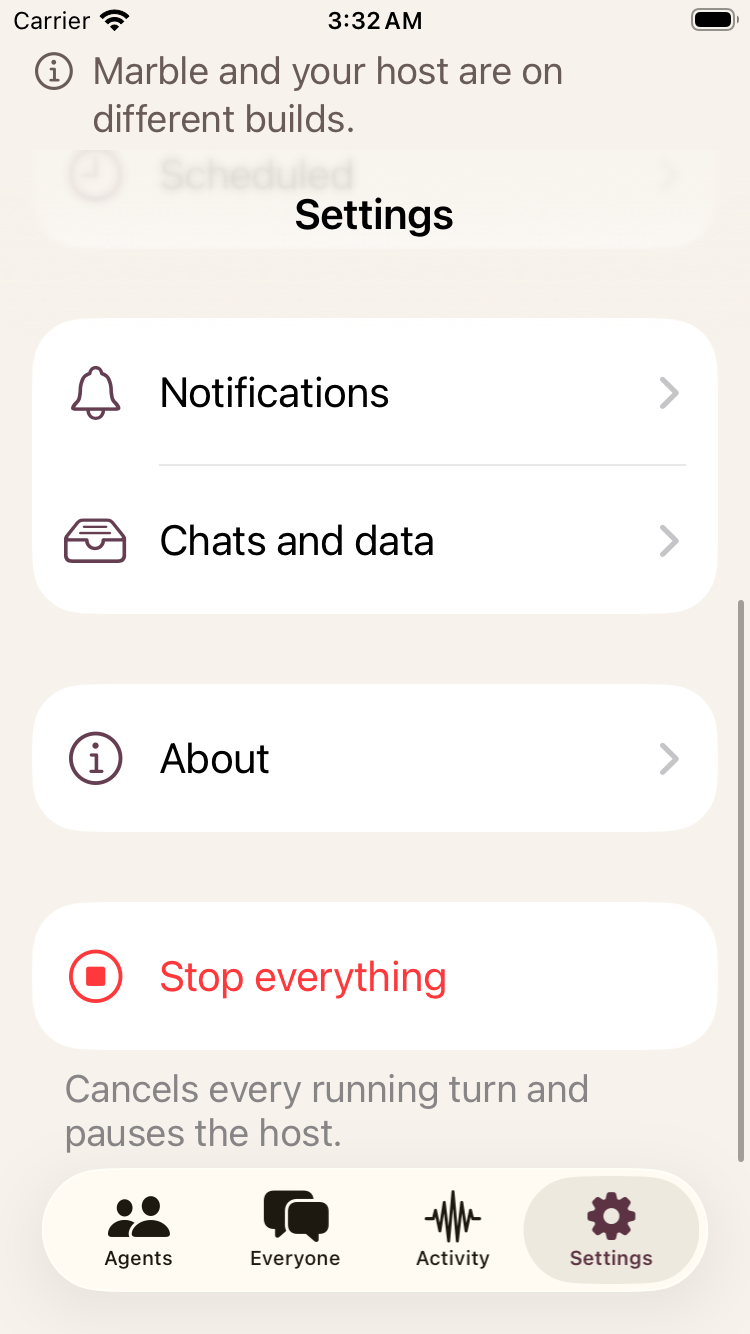 Carrier 3:32 AM
Marble and your host are on
different builds.
Scheduled
Settings
Notifications
Chats and data
About
Stop everything
Cancels every running turn and
pauses the host.
Agents Everyone Activity Settings